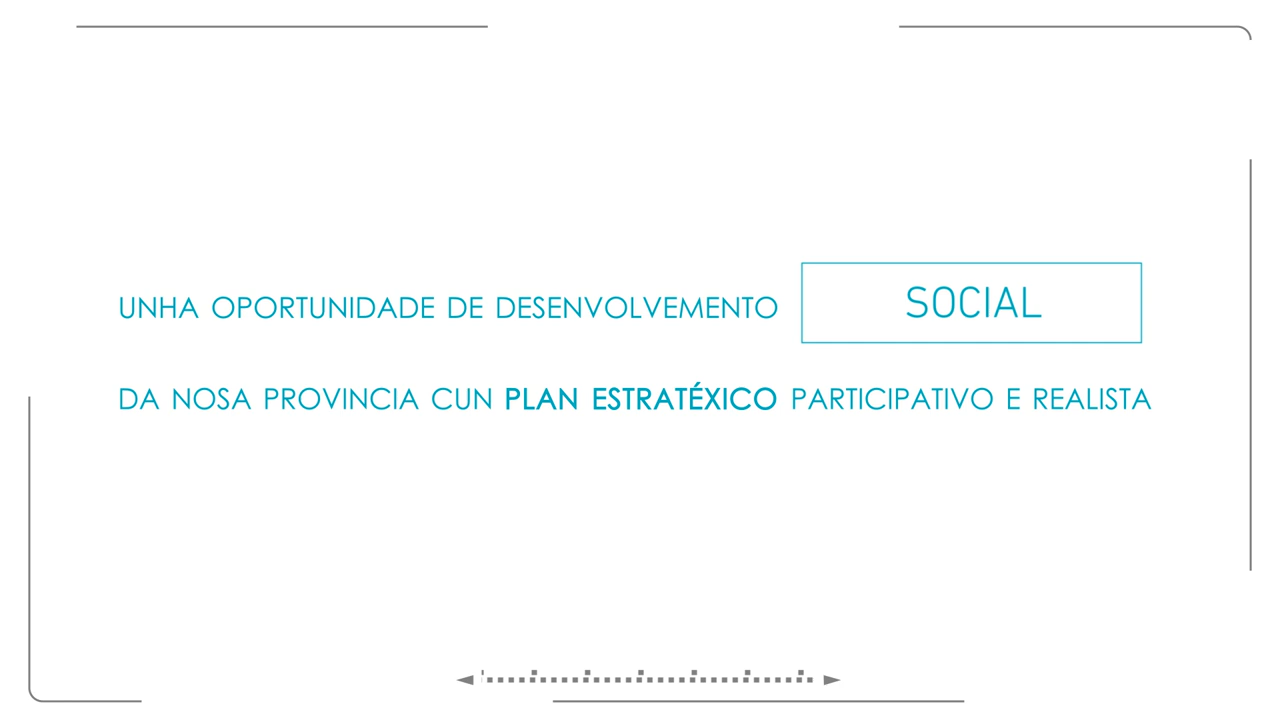 UNHA OPORTUNIDADE DE DESENVOLVEMENTO SOCIAL
DA NOSA PROVINCIA CUN PLAN ESTRATÉXICO PARTICIPATIVO E REALISTA